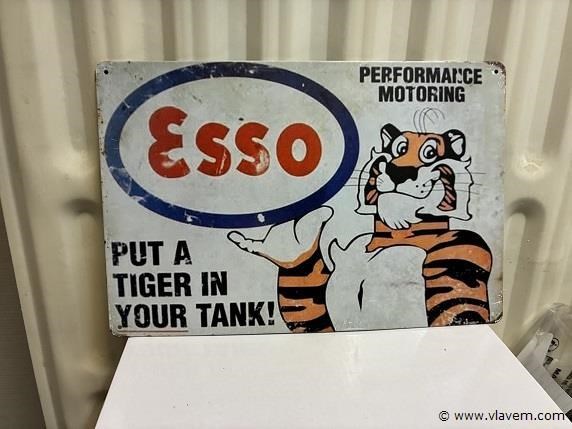 Esso
PERFORMANCE
MOTORING
PUT A
TIGER IN
YOUR TANK!
© www.vlavem.com